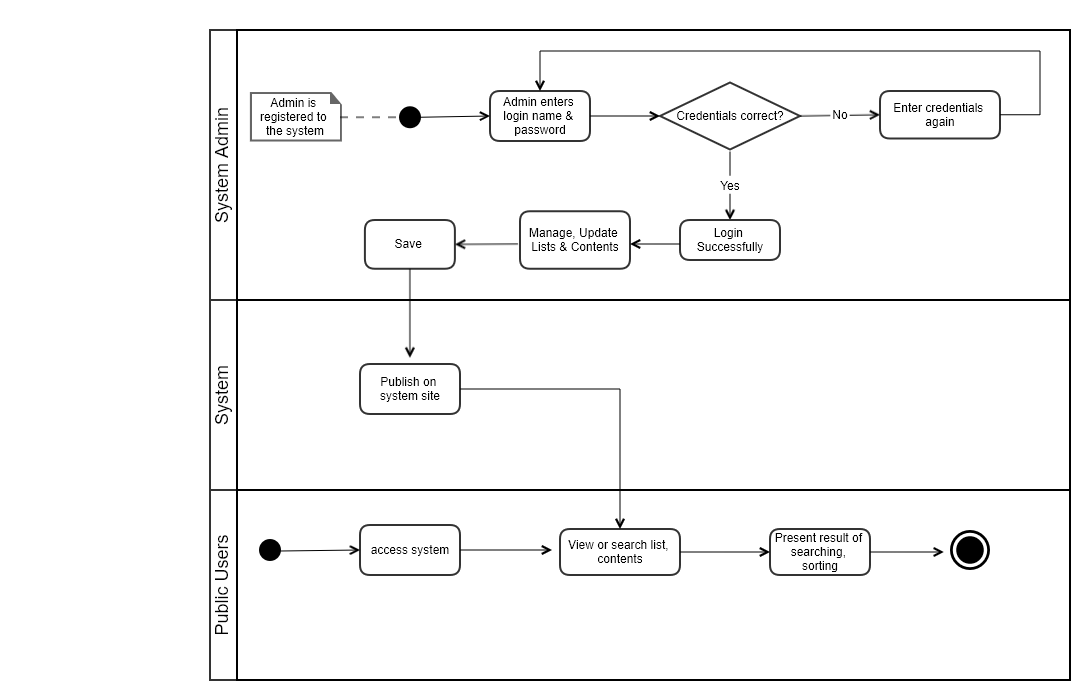 System Admin
Admin is
registered to
the system
Admin enters
login name &
password
Credentials correct?
No
Enter credentials
again
Yes
Save
Manage, Update
Lists & Contents
Login
Successfully
System
Publish on
system site
Public Users
access system
View or search list,
contents
Present result of
searching,
sorting